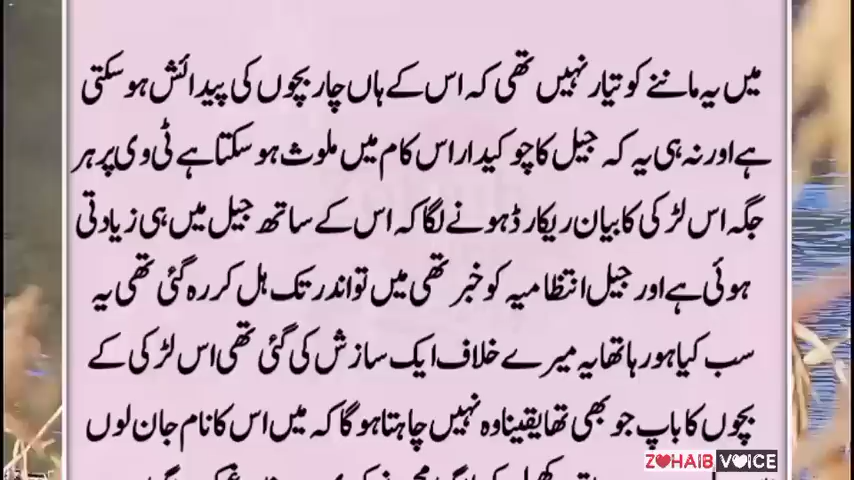 میں یہ ماننے کو تیار نہیں تھی کہ اس کے ہاں چار بچوں کی پیدائش ہو سکتی
ہے اور نہ ہی یہ کہ جیل کا چوکیدار اس کام میں ملوث ہو سکتا ہے ٹی وی پر ہر
جگہ اس لڑکی کا بیان ریکارڈ ہونے لگا کہ اس کے ساتھ جیل میں ہی زیادتی
ہوئی ہے اور جیل انتظامیہ کو خبر تھی میں تو اندر تک ہل کر رہ گئی تھی یہ
سب کیا ہو رہا تھا یہ میرے خلاف ایک سازش کی گئی تھی اس لڑکی کے
بچوں کا باپ جو بھی تھا یقینا وہ نہیں چاہتا ہو گا کہ میں اس کا نام جان لوں
ZOHAIB VOICE